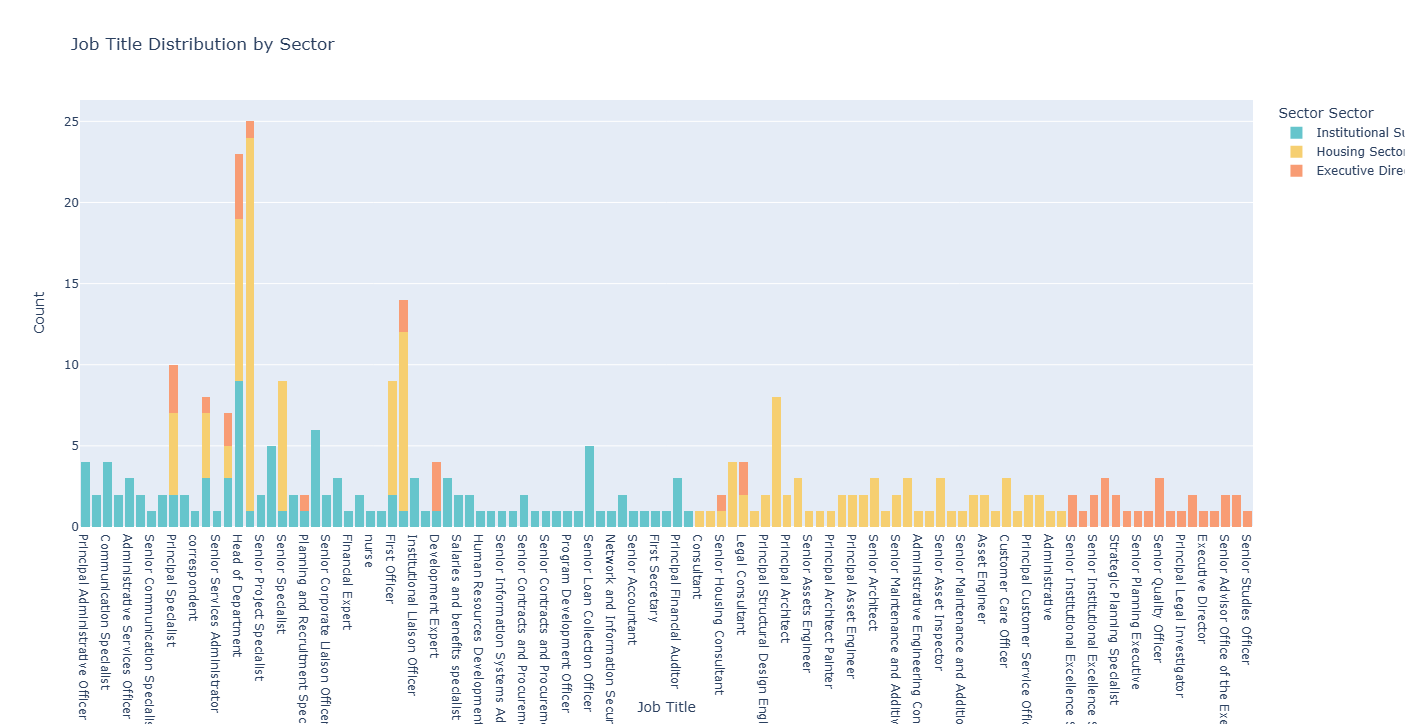 Job Title Distribution by Sector
Sector Sector
Institutional Su
Housing Sector
Executive Dire
Count
25
20
15
10
5
0
Principal Administrative Officer
Communication Specialist
Administrative Services Officer
Senior Communication Specialis
Principal Specialist
correspondent
Senior Services Administrator
Head of Department
Senior Project Specialist
Senior Specialist
Planning and Recruitment Spec
Senior Corporate Liaison Officer
Financial Expert
nurse
First Officer
Institutional Liaison Officer
Development Expert
Salaries and benefits specialist
Human Resources Development
Senior Information Systems Ad
Senior Contracts and Procureme
Senior Contracts and Procureme
Program Development Officer
Senior Loan Collection Officer
Network and Information Secur
Senior Accountant
First Secretary
Principal Financial Auditor
Consultant
Senior Housing Consultant
Legal Consultant
Principal Structural Design Engi
Principal Architect
Senior Assets Engineer
Principal Architect Painter
Principal Asset Engineer
Senior Architect
Senior Maintenance and Additiv
Administrative Engineering Con
Senior Asset Inspector
Senior Maintenance and Additio
Asset Engineer
Customer Care Officer
Principal Customer Service Offic
Administrative
Senior Institutional Excellence S
Senior Institutional Excellence S
Strategic Planning Specialist
Senior Planning Executive
Senior Quality Officer
Principal Legal Investigator
Executive Director
Senior Advisor Office of the Exe
Senior Studies Officer
Job Title